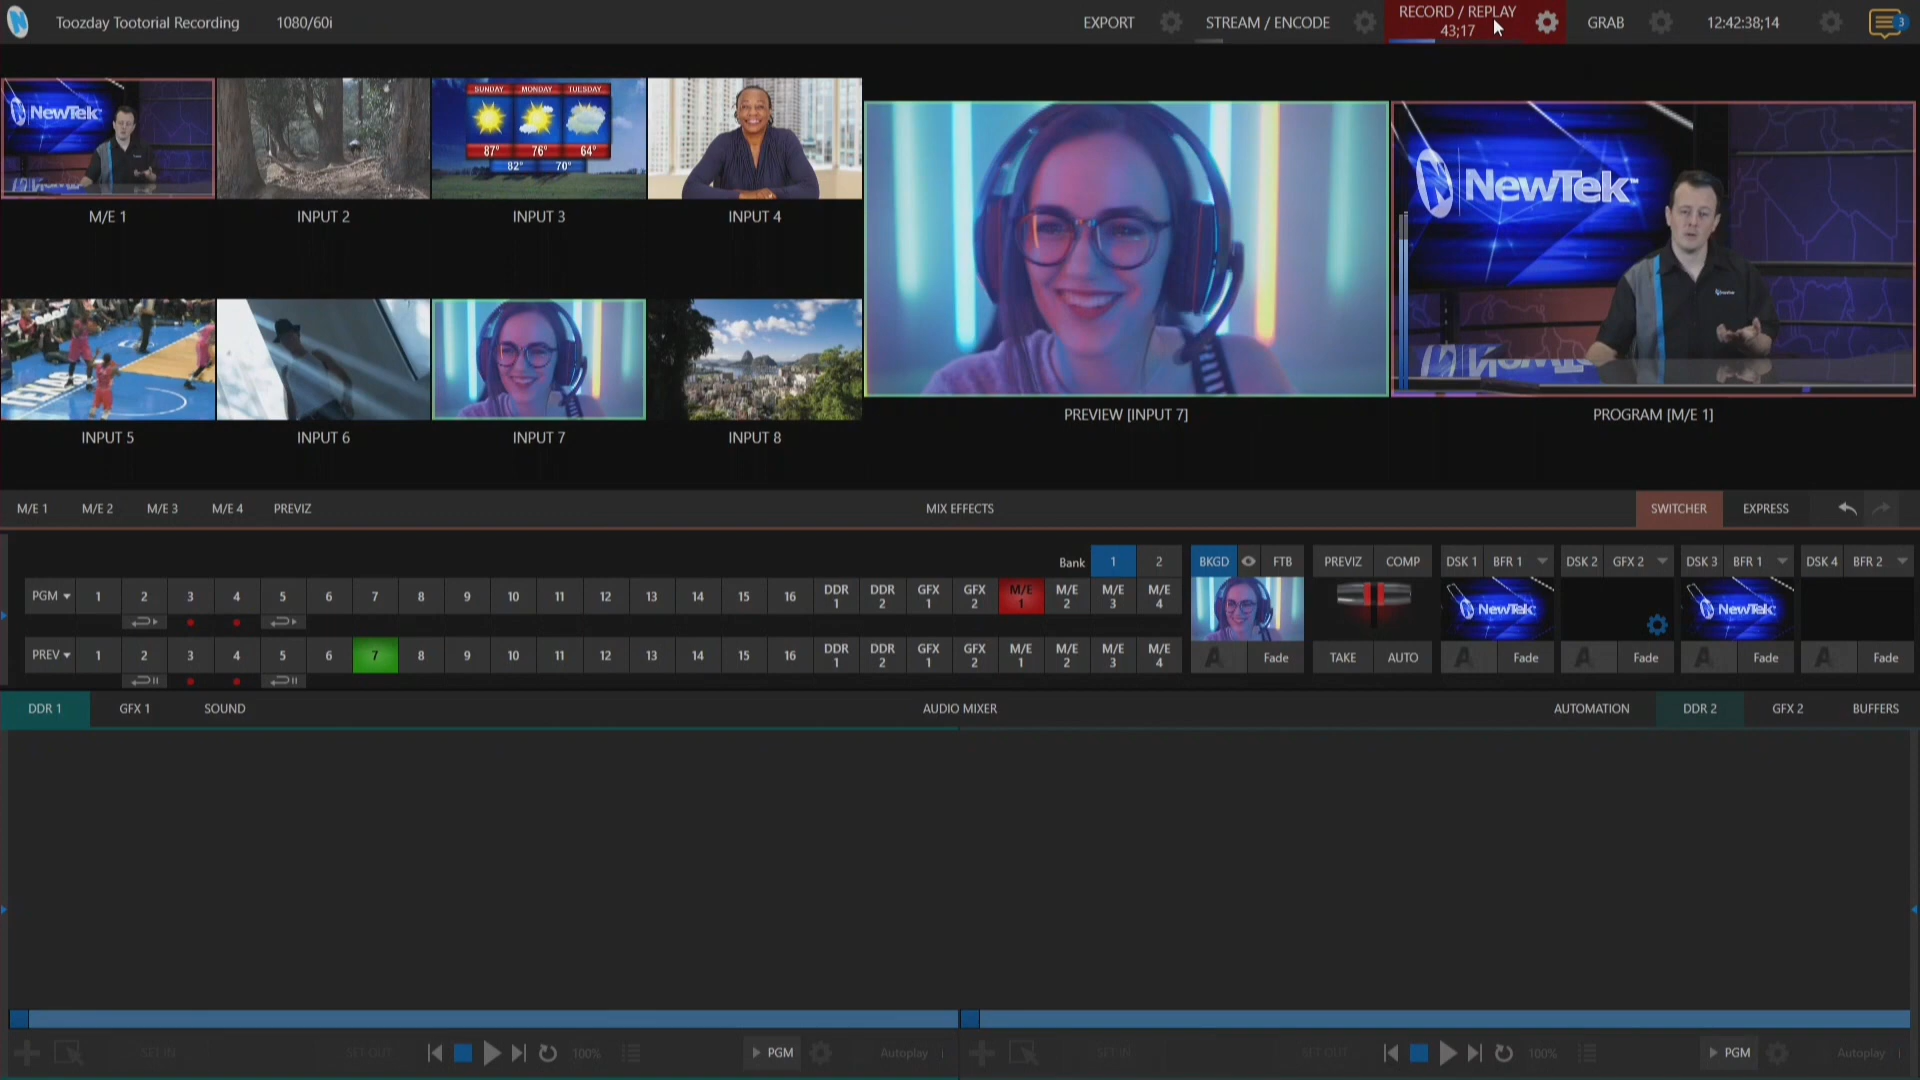 Toozday Tootorial Recording 1080/60i EXPORT STREAM / ENCODE RECORD / REPLAY 43;17 GRAB 12:42:38;14 3
NewTek
SUNDAY MONDAY TUESDAY
87° 76° 64°
82° 70°
M/E 1 INPUT 2 INPUT 3 INPUT 4
NewTek
TEXAS
INPUT 5 INPUT 6 INPUT 7 INPUT 8
PREVIEW [INPUT 7] PROGRAM [M/E 1]
M/E 1 M/E 2 M/E 3 M/E 4 PREVIZ MIX EFFECTS SWITCHER EXPRESS
Bank 1 2 BKGD FTB PREVIZ COMP DSK 1 BFR 1 DSK 2 GFX 2 DSK 3 BFR 1 DSK 4 BFR 2
PGM 1 2 3 4 5 6 7 8 9 10 11 12 13 14 15 16 DDR 1 DDR 2 GFX 1 GFX 2 M/E 1 M/E 2 M/E 3 M/E 4
NewTek NewTek
PREV 1 2 3 4 5 6 7 8 9 10 11 12 13 14 15 16 DDR 1 DDR 2 GFX 1 GFX 2 M/E 1 M/E 2 M/E 3 M/E 4
A Fade TAKE AUTO A Fade A Fade A Fade A Fade
DDR 1 GFX 1 SOUND AUDIO MIXER AUTOMATION DDR 2 GFX 2 BUFFERS
SET IN SET OUT 100% PGM Autoplay SET IN SET OUT 100% PGM Autoplay